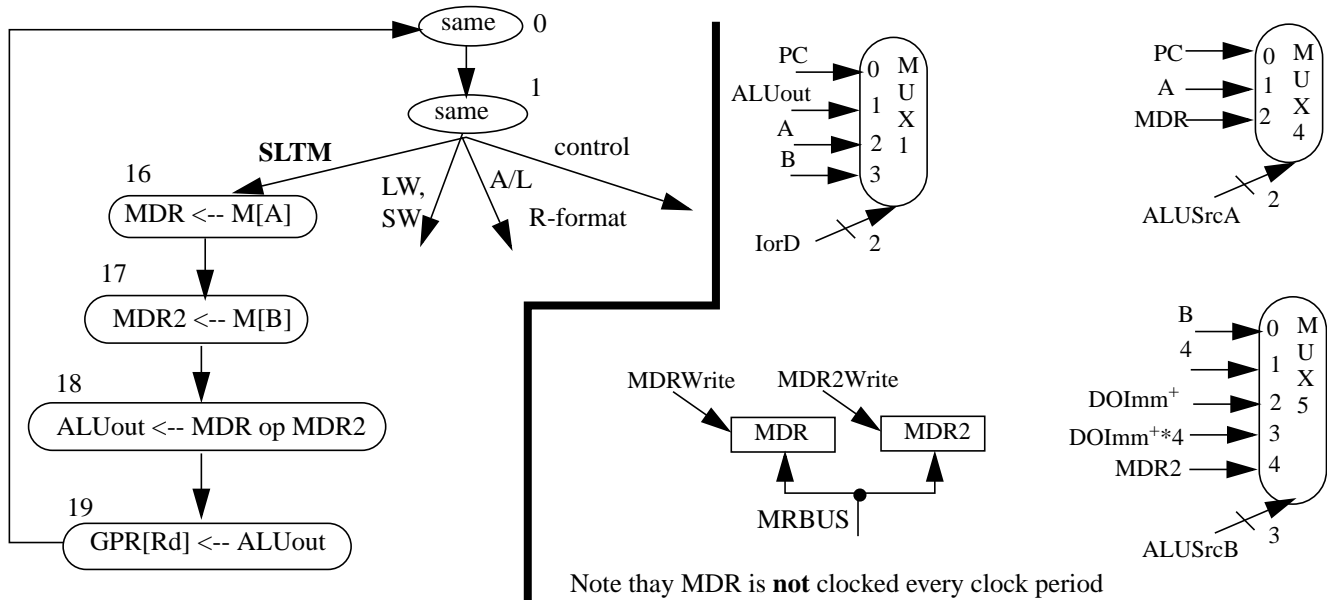 same 0
1
same
SLTM
control
LW,
SW
A/L
R-format
16
MDR <-- M[A]
17
MDR2 <-- M[B]
18
ALUout <-- MDR op MDR2
19
GPR[Rd] <-- ALUout
PC
ALUout
A
B
0
1
2
3
M
U
X
1
IorD
2
PC
A
MDR
0
1
2
M
U
X
4
ALUSrcA
2
MDRWrite
MDR2Write
MDR
MDR2
MRBUS
B
4
DOImm+
DOImm+*4
MDR2
0
1
2
3
4
M
U
X
5
ALUSrcB
3
Note thay MDR is not clocked every clock period